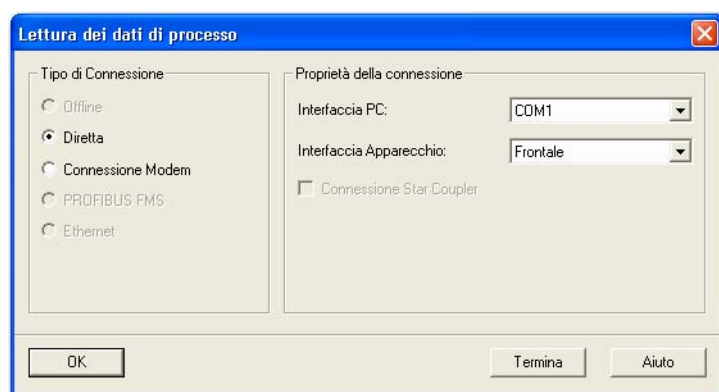 Lettura dei dati di processo
Tipo di Connessione
Offline
Diretta
Connessione Modem
PROFIBUS FMS
Ethernet
Proprietà della connessione
Interfaccia PC: COM1
Interfaccia Apparecchio: Frontale
Connessione Star Coupler
OK Termina Aiuto